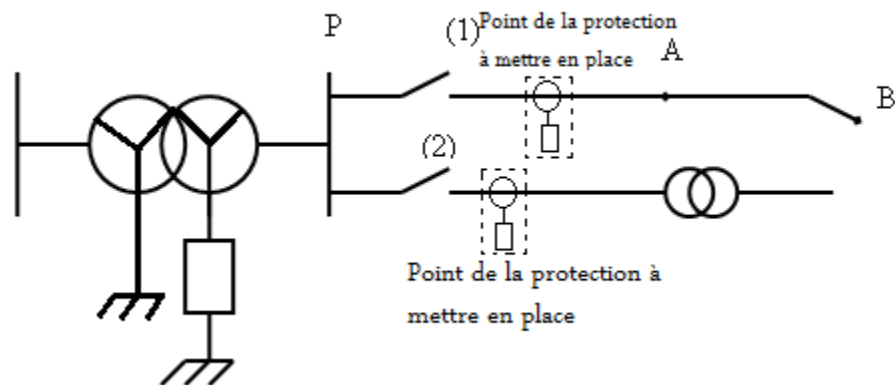 P
(1)
Point de la protection
à mettre en place
A
B
(2)
Point de la protection à
mettre en place